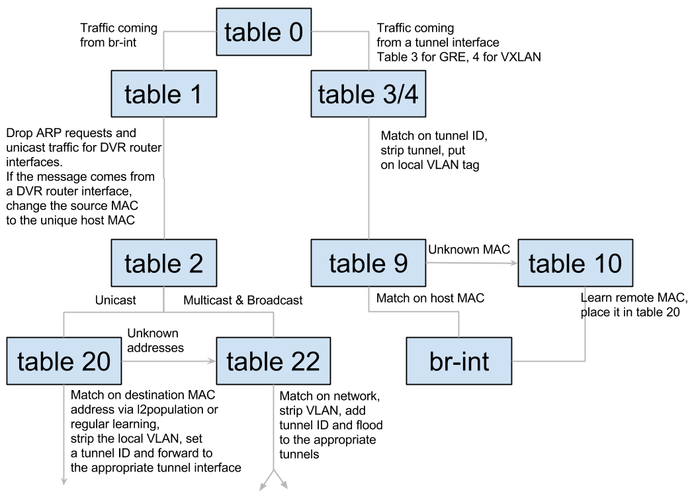 table 0
Traffic coming
from br-int
Traffic coming
from a tunnel interface
Table 3 for GRE, 4 for VXLAN
table 1
table 3/4
Drop ARP requests and
unicast traffic for DVR router
interfaces.
If the message comes from
a DVR router interface,
change the source MAC
to the unique host MAC
Match on tunnel ID,
strip tunnel, put
on local VLAN tag
table 2
table 9
Unknown MAC
table 10
Unicast
Multicast & Broadcast
Match on host MAC
Learn remote MAC,
place it in table 20
table 20
Unknown
addresses
table 22
br-int
Match on destination MAC
address via l2population or
regular learning,
strip the local VLAN, set
a tunnel ID and forward to
the appropriate tunnel interface
Match on network,
strip VLAN, add
tunnel ID and flood
to the appropriate
tunnels